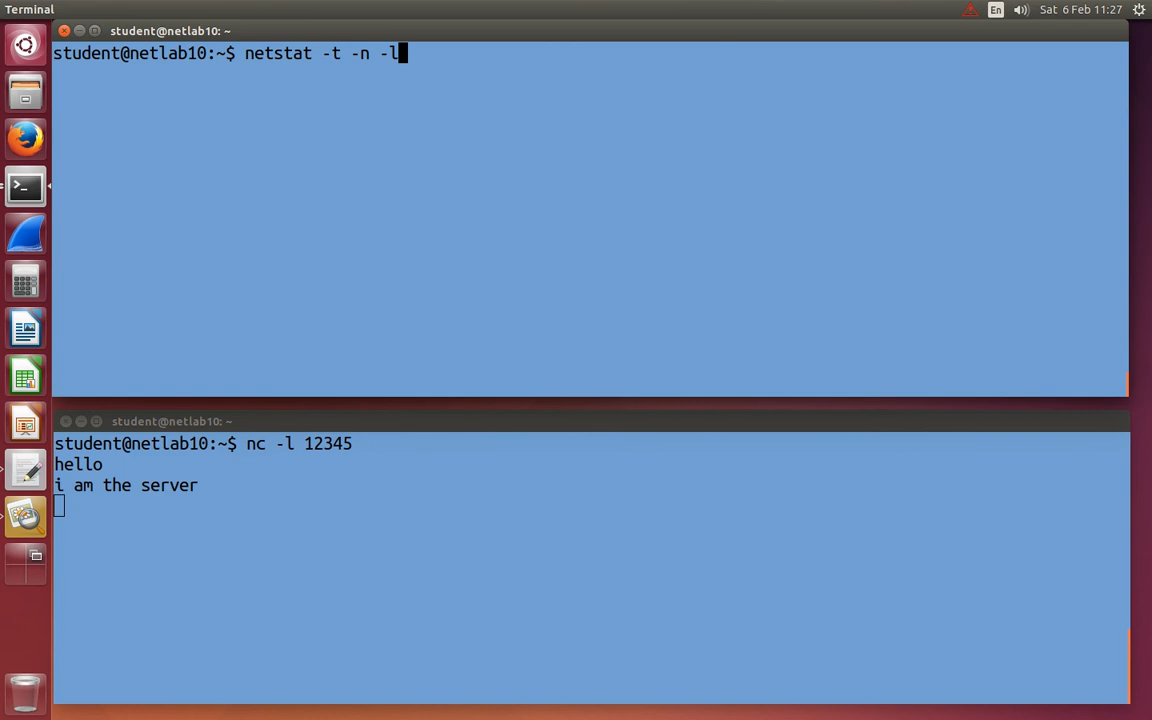 Terminal
En
Sat 6 Feb 11:27
student@netlab10: ~
student@netlab10:~$ netstat -t -n -l
student@netlab10: ~
student@netlab10:~$ nc -l 12345
hello
i am the server